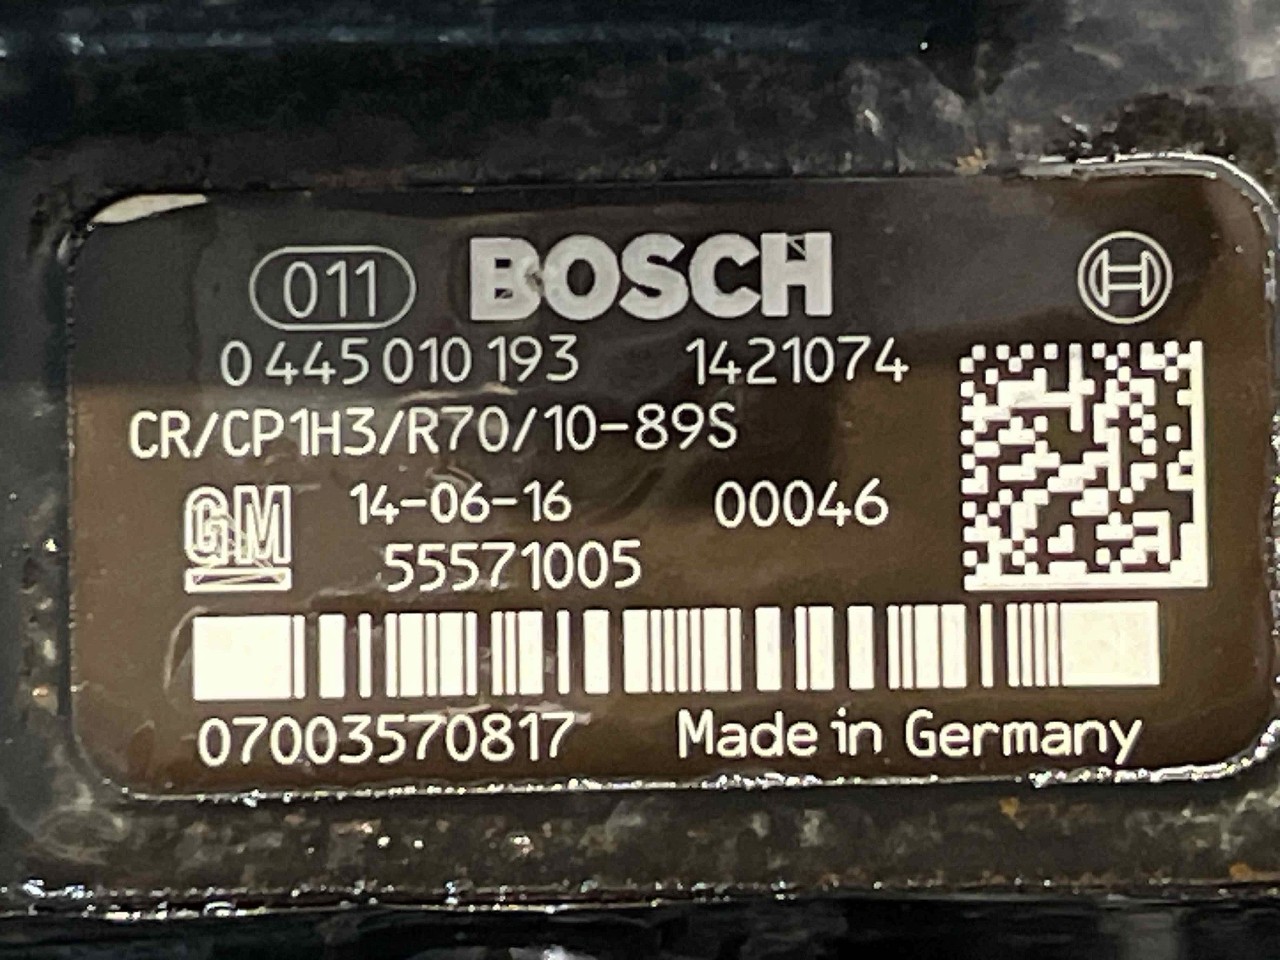 011 BOSCH
0 445 010 193 1421074
CR/CP1H3/R70/10-89S
GM 14-06-16 00046
55571005
07003570817 Made in Germany